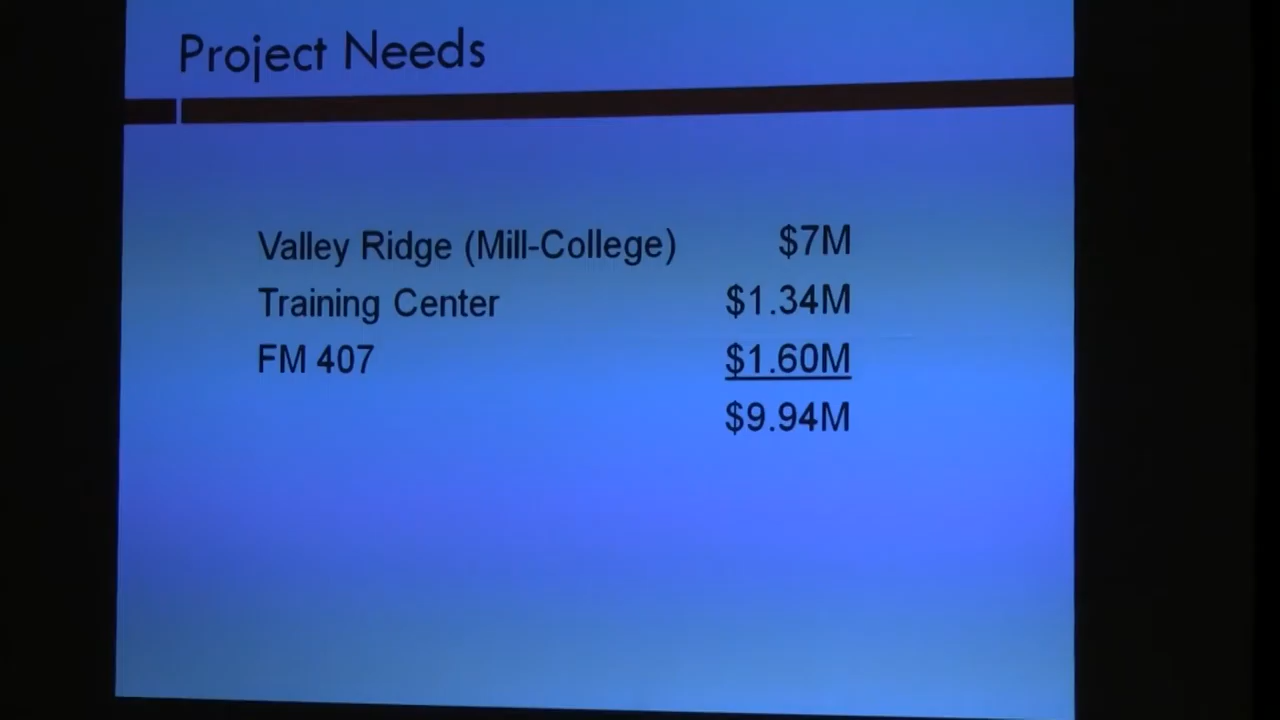 Project Needs
Valley Ridge (Mill-College) $7M
Training Center $1.34M
FM 407 $1.60M
$9.94M